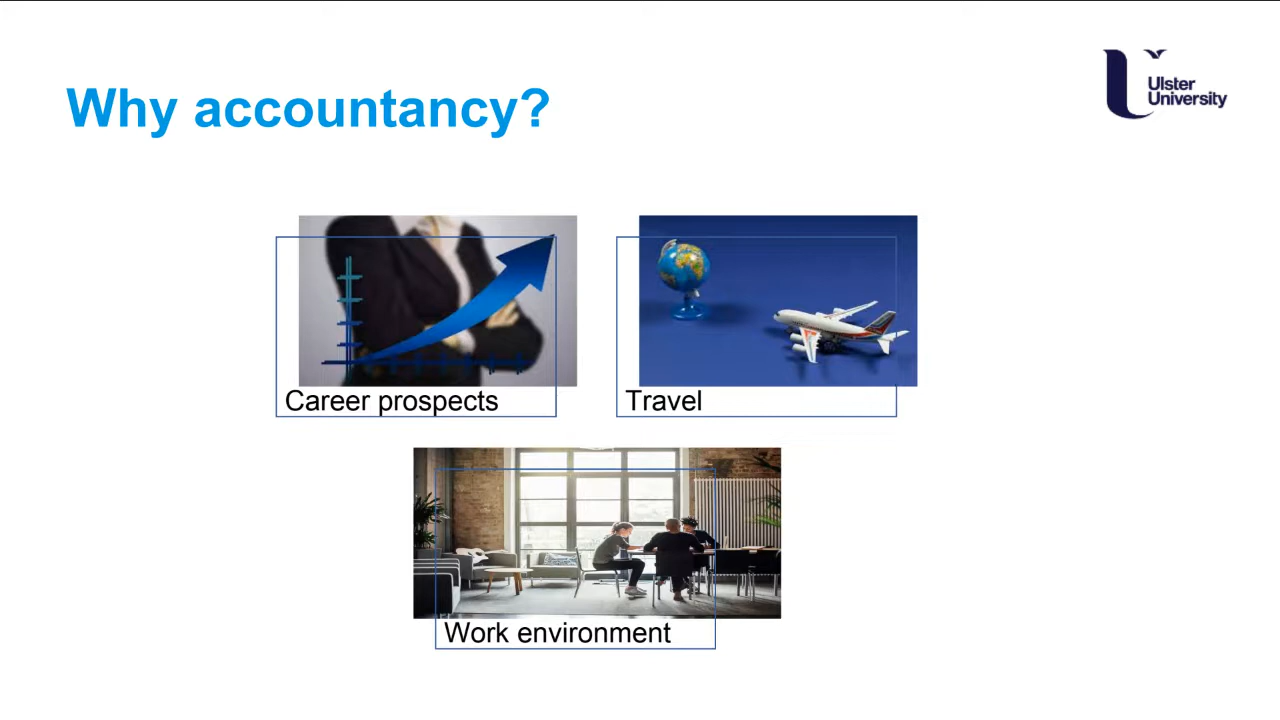 Why accountancy?
Ulster
University
Career prospects
Travel
Work environment